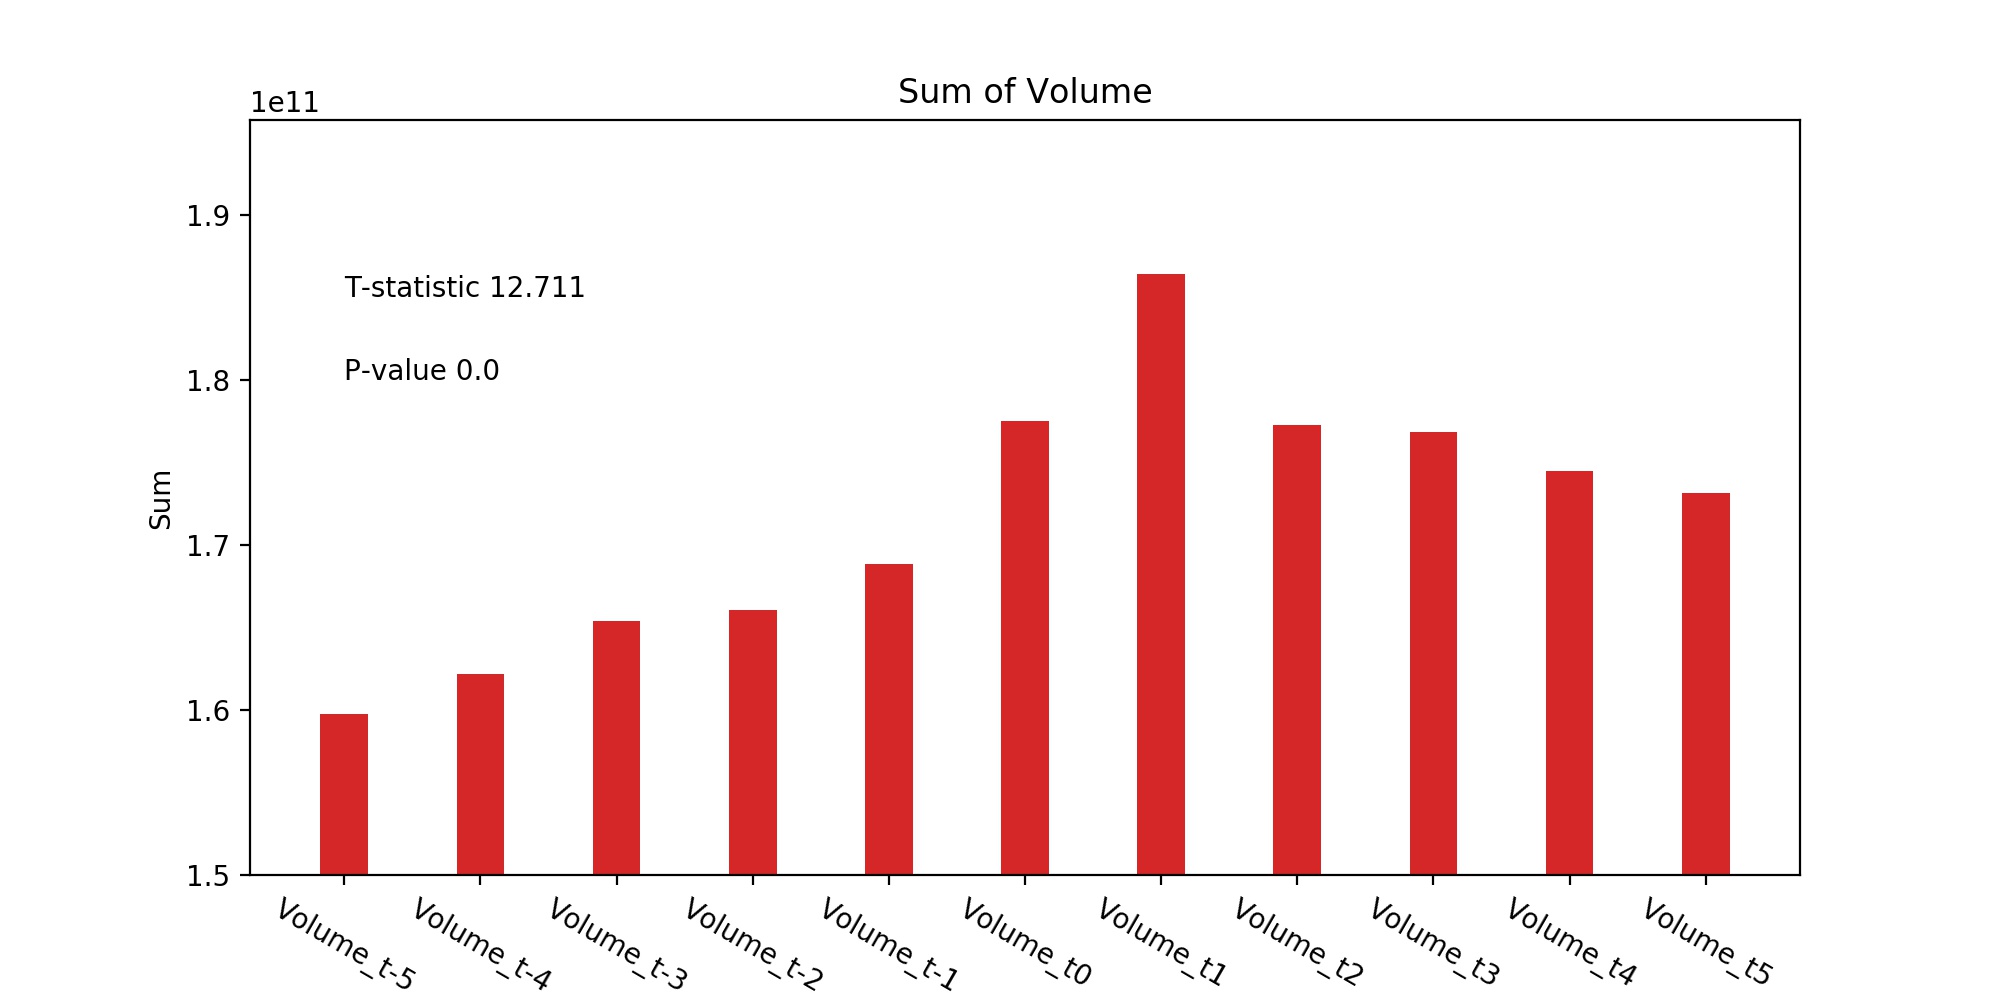 Sum of Volume
1e11
1.9
1.8
1.7
1.6
1.5
Sum
T-statistic 12.711
P-value 0.0
Volume_t-5
Volume_t-4
Volume_t-3
Volume_t-2
Volume_t-1
Volume_t0
Volume_t1
Volume_t2
Volume_t3
Volume_t4
Volume_t5